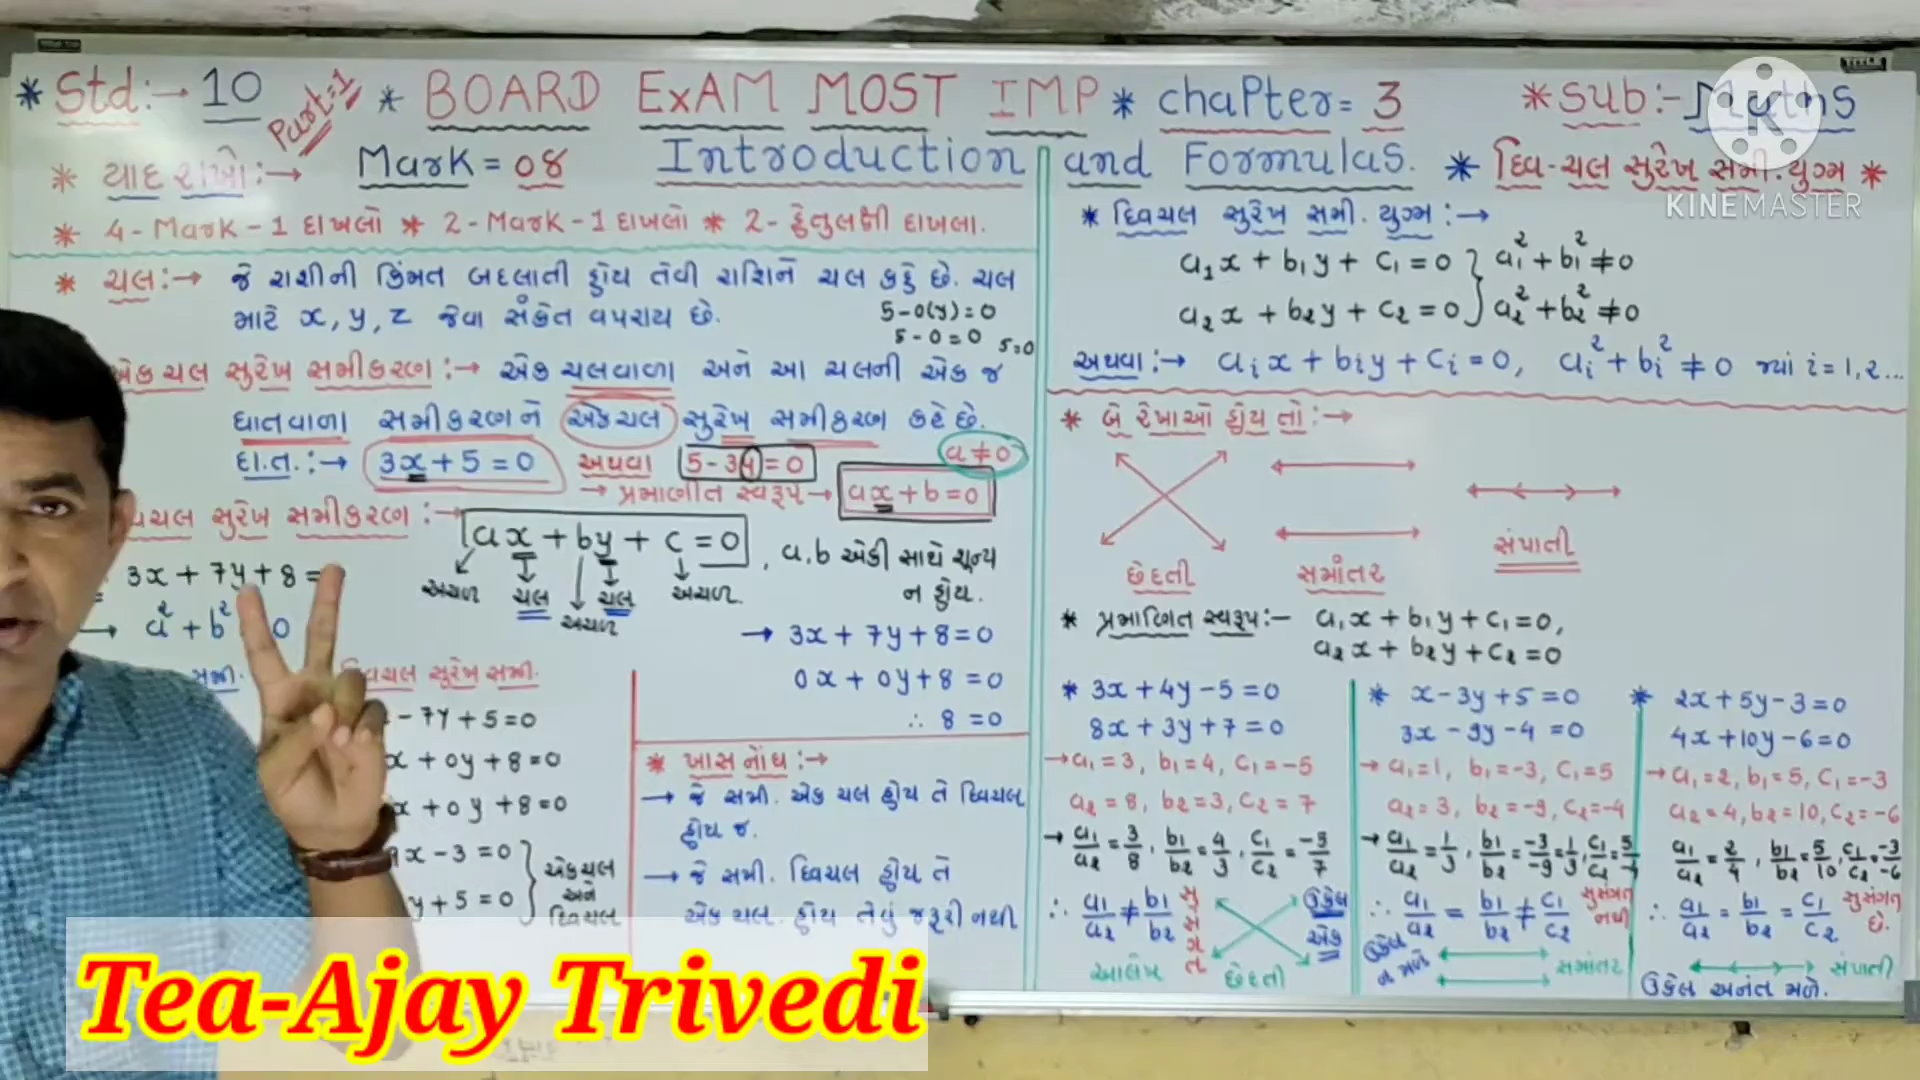 * Std:- 10 Part=1 * BOARD EXAM MOST IMP * chaPter = 3 * Sub:- Maths
* યાદ રાખો :→ Mark = 08 Introduction and Formulas. * દ્વિ-ચલ સુરેખ સમી. યુગ્મ *
KINEMASTER
* 4-Mark-1 દાખલો * 2-Mark-1 દાખલો * 2- હેતુલક્ષી દાખલા.
* ચલ :→ જે રાશીની કિંમત બદલાતી હોય તેવી રાશિને ચલ કહે છે. ચલ
માટે x, y, z જેવા સંકેત વપરાય છે.
5-0(y)=0
5-0=0 5=0
એકચલ સુરેખ સમીકરણ :→ એક ચલવાળા અને આ ચલની એક જ
ઘાતવાળા સમીકરણને એકચલ સુરેખ સમીકરણ કહે છે.
દા.ત. :→ 3x+5=0 અથવા 5-3y=0 a≠0
→ પ્રમાણીત સ્વરૂપ → ax+b=0
ચલ સુરેખ સમીકરણ :→ ax + by + c = 0, a.b એકી સાથે શૂન્ય
ન હોય.
અચળ ચલ અચળ ચલ અચળ
3x+7y+8=
→ a²+b² 0
→ 3x+7y+8=0
0x+0y+8=0
∴ 8=0
સમી. દ્વિચલ સુરેખ સમી.
-7y+5=0
x+0y+8=0
x+0y+8=0
x-3=0
y+5=0
એકચલ
અને
દ્વિચલ
* ખાસ નોંધ :→
→ જે સમી. એક ચલ હોય તે દ્વિચલ
હોય જ.
→ જે સમી. દ્વિચલ હોય તે
એકચલ હોય તેવું જરૂરી નથી
* દ્વિચલ સુરેખ સમી. યુગ્મ :→
a₁x + b₁y + c₁ = 0 } a₁² + b₁² ≠ 0
a₂x + b₂y + c₂ = 0 } a₂² + b₂² ≠ 0
અથવા :→ aᵢx + bᵢy + cᵢ = 0, aᵢ² + bᵢ² ≠ 0 જ્યાં i = 1, 2...
* બે રેખાઓ હોય તો :→
છેદતી સમાંતર સંપાતી
* પ્રમાણિત સ્વરૂપ :- a₁x + b₁y + c₁ = 0,
a₂x + b₂y + c₂ = 0
* 3x+4y-5=0
8x+3y+7=0
→ a₁=3, b₁=4, c₁=-5
a₂=8, b₂=3, c₂=7
→ a₁/a₂ = 3/8, b₁/b₂ = 4/3, c₁/c₂ = -5/7
∴ a₁/a₂ ≠ b₁/b₂ સુસંગત ઉકેલ એક
આલેખ છેદતી
* x-3y+5=0
3x-9y-4=0
→ a₁=1, b₁=-3, c₁=5
a₂=3, b₂=-9, c₂=-4
→ a₁/a₂ = 1/3, b₁/b₂ = -3/-9 = 1/3, c₁/c₂ = 5/-4
∴ a₁/a₂ = b₁/b₂ ≠ c₁/c₂ સુસંગત નથી
ઉકેલ ન મળે સમાંતર
* 2x+5y-3=0
4x+10y-6=0
→ a₁=2, b₁=5, c₁=-3
a₂=4, b₂=10, c₂=-6
a₁/a₂ = 2/4, b₁/b₂ = 5/10, c₁/c₂ = -3/-6
∴ a₁/a₂ = b₁/b₂ = c₁/c₂ સુસંગત છે.
સંપાતી
ઉકેલ અનંત મળે.
Tea-Ajay Trivedi